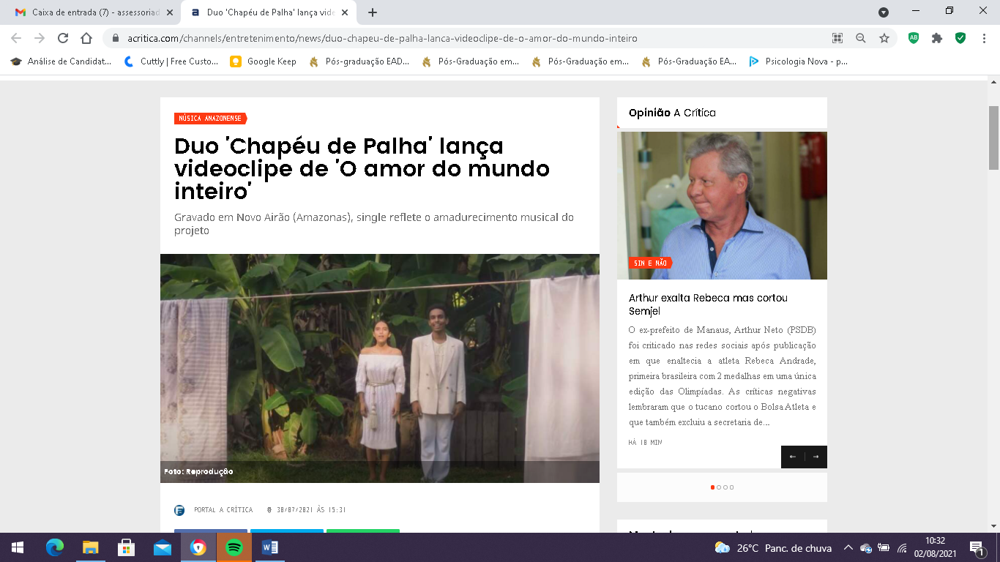 Caixa de entrada (7) - assessoriad
Duo 'Chapéu de Palha' lança vide
acritica.com/channels/entretenimento/news/duo-chapeu-de-palha-lanca-videoclipe-de-o-amor-do-mundo-inteiro
Análise de Candidat...
Cuttly | Free Custo...
Google Keep
Pós-graduação EAD...
Pós-Graduação em...
Pós-Graduação em...
Pós-Graduação EA...
Psicologia Nova - p...
MÚSICA AMAZONENSE
Duo 'Chapéu de Palha' lança
videoclipe de 'O amor do mundo
inteiro'
Gravado em Novo Airão (Amazonas), single reflete o amadurecimento musical do
projeto
Foto: Reprodução
PORTAL A CRÍTICA
30/07/2021 ÀS 15:31
Opinião A Crítica
SIM E NÃO
Arthur exalta Rebeca mas cortou
Semjel
O ex-prefeito de Manaus, Arthur Neto (PSDB)
foi criticado nas redes sociais após publicação
em que enaltecia a atleta Rebeca Andrade,
primeira brasileira com 2 medalhas em uma única
edição das Olimpíadas. As críticas negativas
lembraram que o tucano cortou o Bolsa Atleta e
que também excluiu a secretaria de...
HÁ 18 MIN
26°C Panc. de chuva
10:32
02/08/2021
1